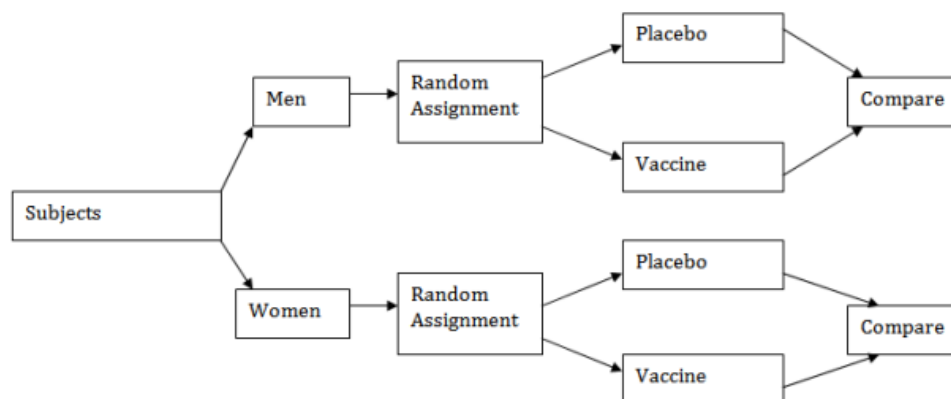 Placebo
Men
Random
Assignment
Compare
Vaccine
Subjects
Placebo
Women
Random
Assignment
Compare
Vaccine